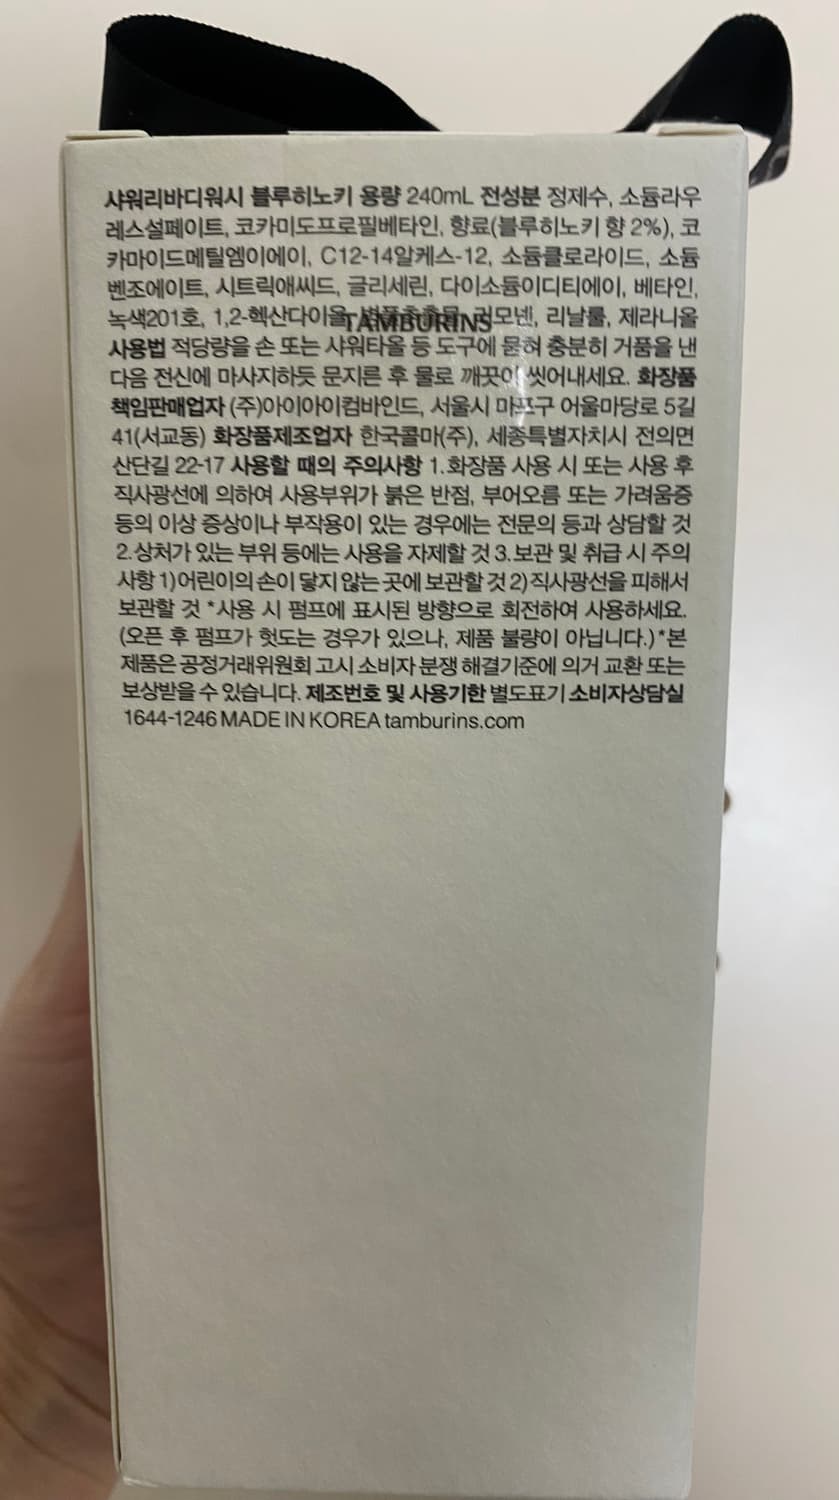 샤워리바디워시 블루히노키 용량 240mL 전성분 정제수, 소듐라우
레스설페이트, 코카미도프로필베타인, 향료(블루히노키 향 2%), 코
카마이드메틸엠이에이, C12-14알케스-12, 소듐클로라이드, 소듐
벤조에이트, 시트릭애씨드, 글리세린, 다이소듐이디티에이, 베타인,
녹색201호, 1,2-헥산다이올, 리모넨, 리날룰, 제라니올
TAMBURINS
사용법 적당량을 손 또는 샤워타올 등 도구에 묻혀 충분히 거품을 낸
다음 전신에 마사지하듯 문지른 후 물로 깨끗이 씻어내세요. 화장품
책임판매업자 (주)아이아이컴바인드, 서울시 마포구 어울마당로 5길
41(서교동) 화장품제조업자 한국콜마(주), 세종특별자치시 전의면
산단길 22-17 사용할 때의 주의사항 1.화장품 사용 시 또는 사용 후
직사광선에 의하여 사용부위가 붉은 반점, 부어오름 또는 가려움증
등의 이상 증상이나 부작용이 있는 경우에는 전문의 등과 상담할 것
2.상처가 있는 부위 등에는 사용을 자제할 것 3.보관 및 취급 시 주의
사항 1)어린이의 손이 닿지 않는 곳에 보관할 것 2)직사광선을 피해서
보관할 것 *사용 시 펌프에 표시된 방향으로 회전하여 사용하세요.
(오픈 후 펌프가 헛도는 경우가 있으나, 제품 불량이 아닙니다.)*본
제품은 공정거래위원회 고시 소비자 분쟁 해결기준에 의거 교환 또는
보상받을 수 있습니다. 제조번호 및 사용기한 별도표기 소비자상담실
1644-1246 MADE IN KOREA tamburins.com